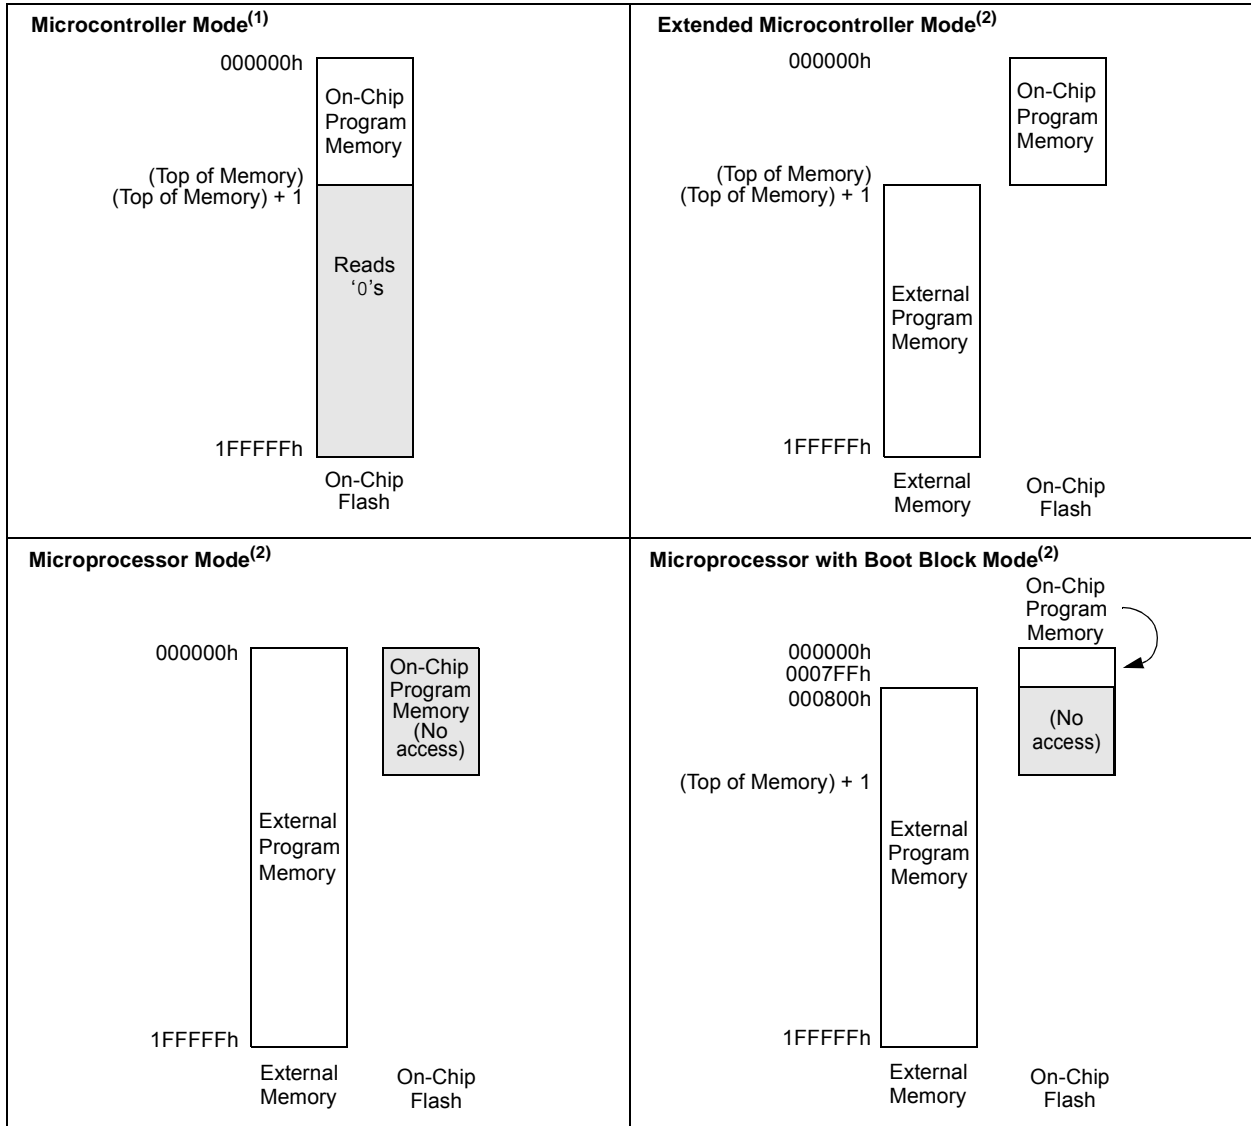 Microcontroller Mode(1)
000000h
On-Chip
Program
Memory
(Top of Memory)
(Top of Memory) + 1
Reads
‘0’s
1FFFFFh
On-Chip
Flash
Extended Microcontroller Mode(2)
000000h
On-Chip
Program
Memory
(Top of Memory)
(Top of Memory) + 1
External
Program
Memory
1FFFFFh
External
Memory
On-Chip
Flash
Microprocessor Mode(2)
000000h
On-Chip
Program
Memory
(No
access)
External
Program
Memory
1FFFFFh
External
Memory
On-Chip
Flash
Microprocessor with Boot Block Mode(2)
On-Chip
Program
Memory
000000h
0007FFh
000800h
(No
access)
(Top of Memory) + 1
External
Program
Memory
1FFFFFh
External
Memory
On-Chip
Flash